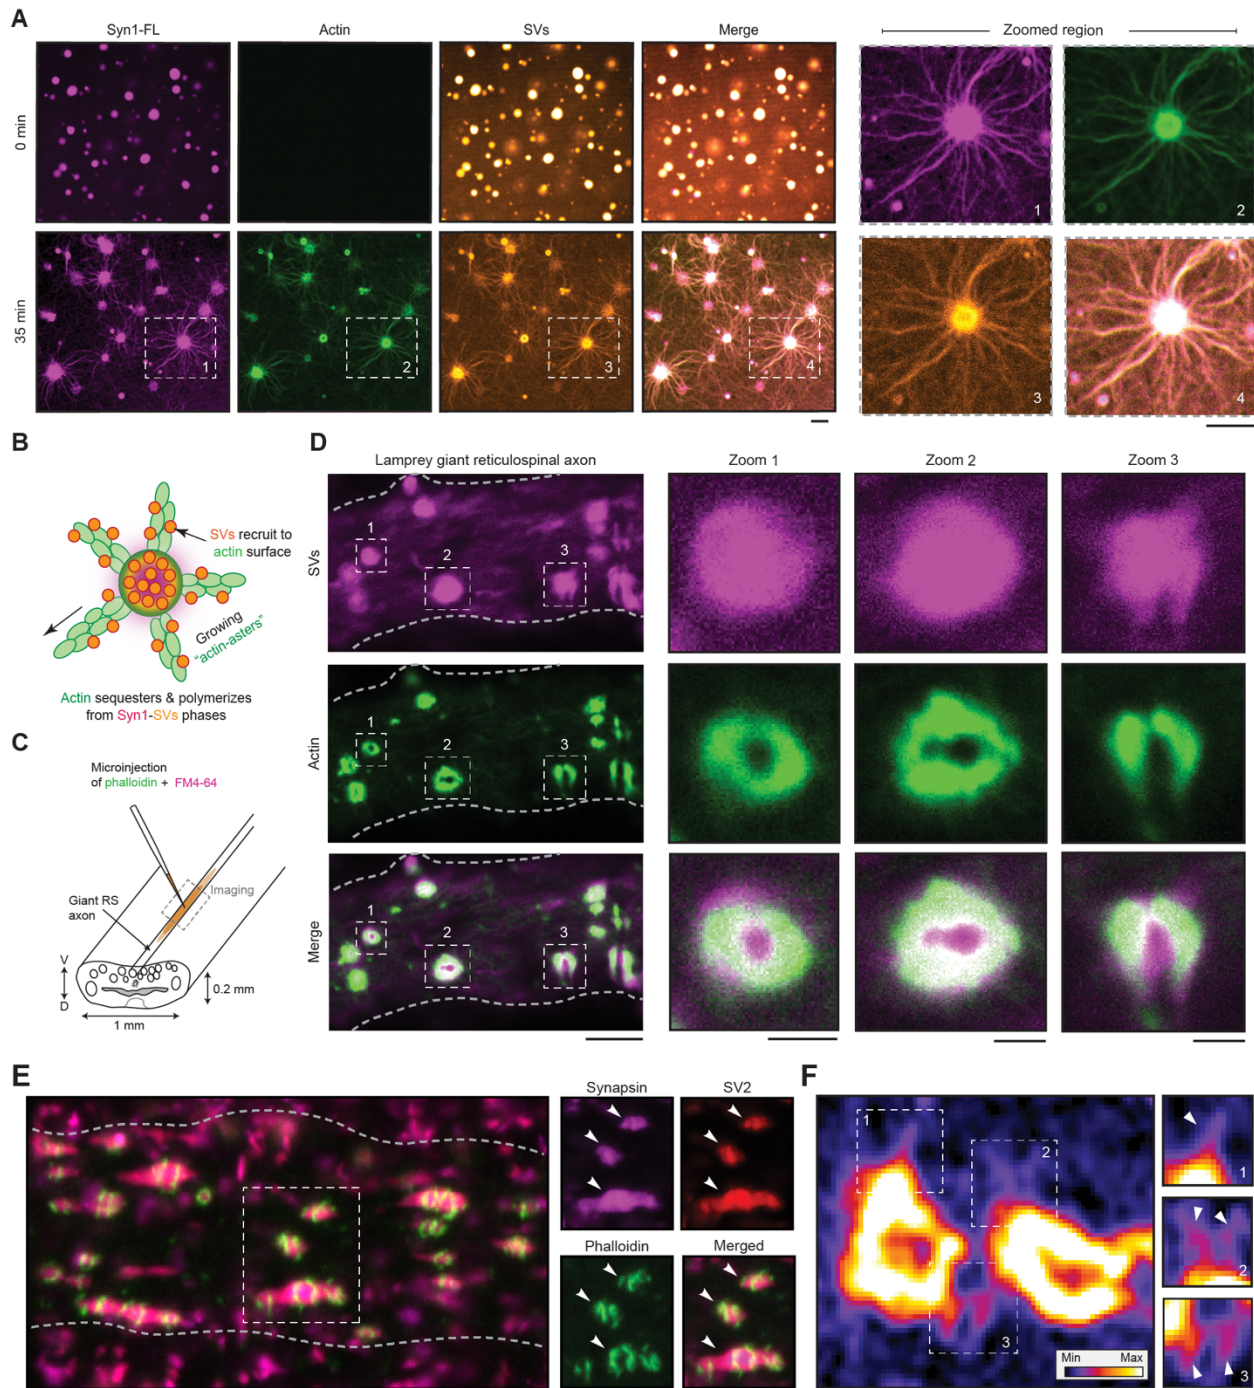 A
Syn1-FL
Actin
SVs
Merge
Zoomed region
0 min
35 min
1
2
3
4
1
2
3
4
B
SVs recruit to
actin surface
Growing
"actin-asters"
Actin sequesters & polymerizes
from Syn1-SVs phases
C
Microinjection
of phalloidin + FM4-64
Imaging
Giant RS
axon
V
D
0.2 mm
1 mm
D
Lamprey giant reticulospinal axon
Zoom 1
Zoom 2
Zoom 3
SVs
1
2
3
Actin
1
2
3
Merge
1
2
3
E
Synapsin
SV2
Phalloidin
Merged
F
1
2
3
Min
Max
1
2
3